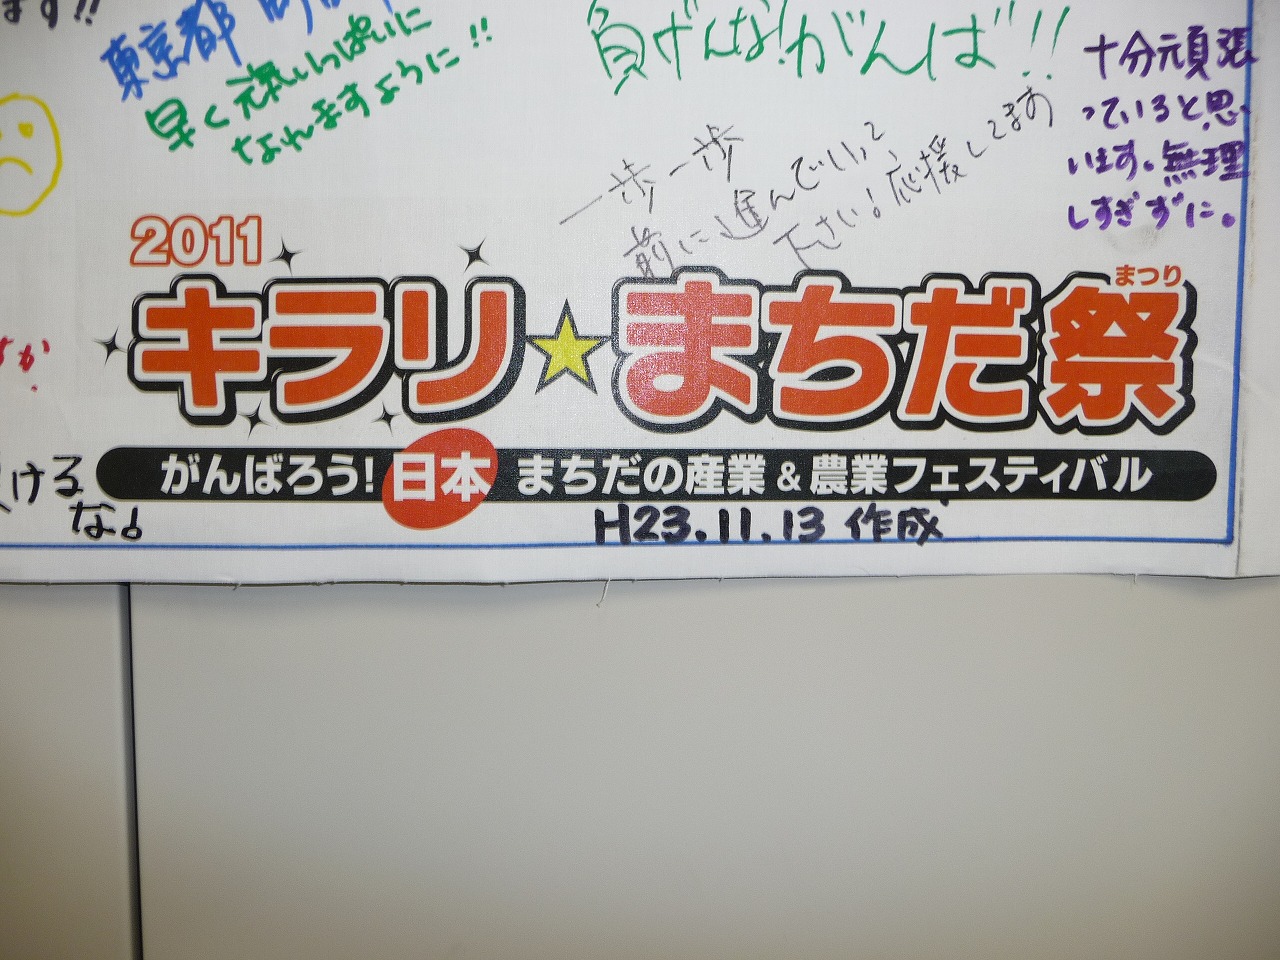 ます!!
東京都
早く元気いっぱいに
なれますように!!
負げんな!がんば!!
一歩一歩
前に進んでいって
下さい!応援してます
十分頑張
っていると思
います。無理
しすぎずに。
2011
まつり
キラリ★まちだ祭
がんばろう!日本 まちだの産業&農業フェスティバル
ける
なよ
H23.11.13 作成